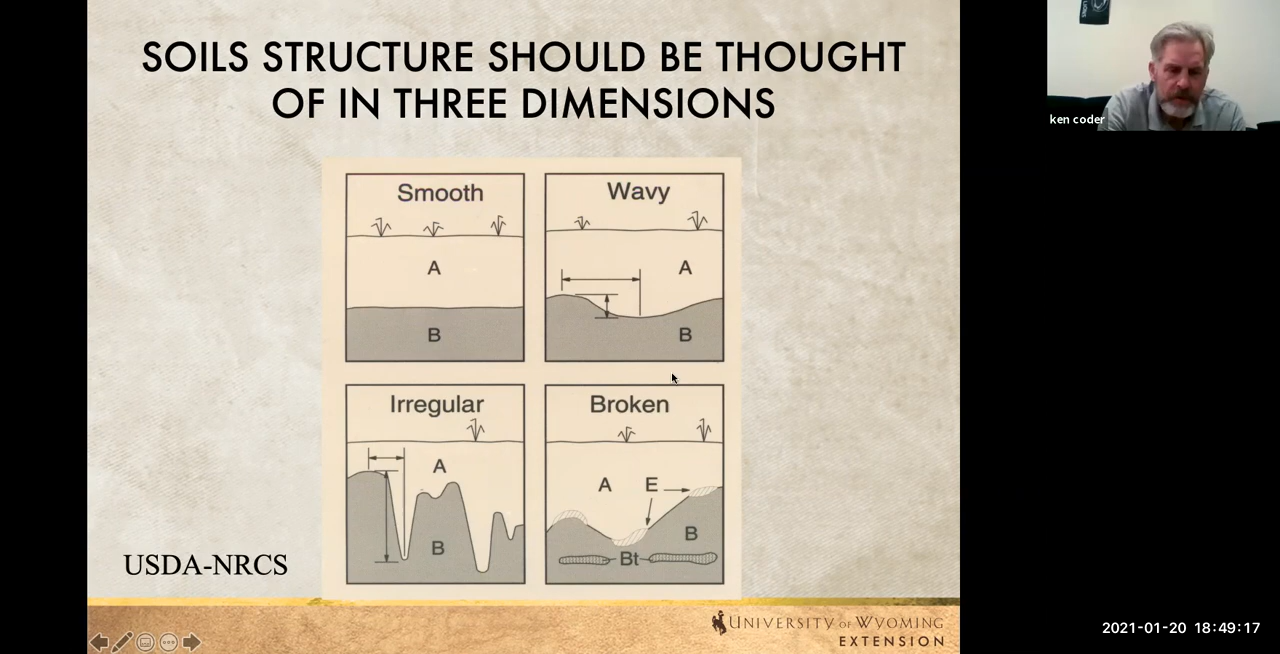 SOILS STRUCTURE SHOULD BE THOUGHT
OF IN THREE DIMENSIONS
Smooth
A
B
Wavy
A
B
Irregular
A
B
Broken
A
E
B
Bt
USDA-NRCS
UNIVERSITY OF WYOMING
EXTENSION
ken coder
2021-01-20 18:49:17